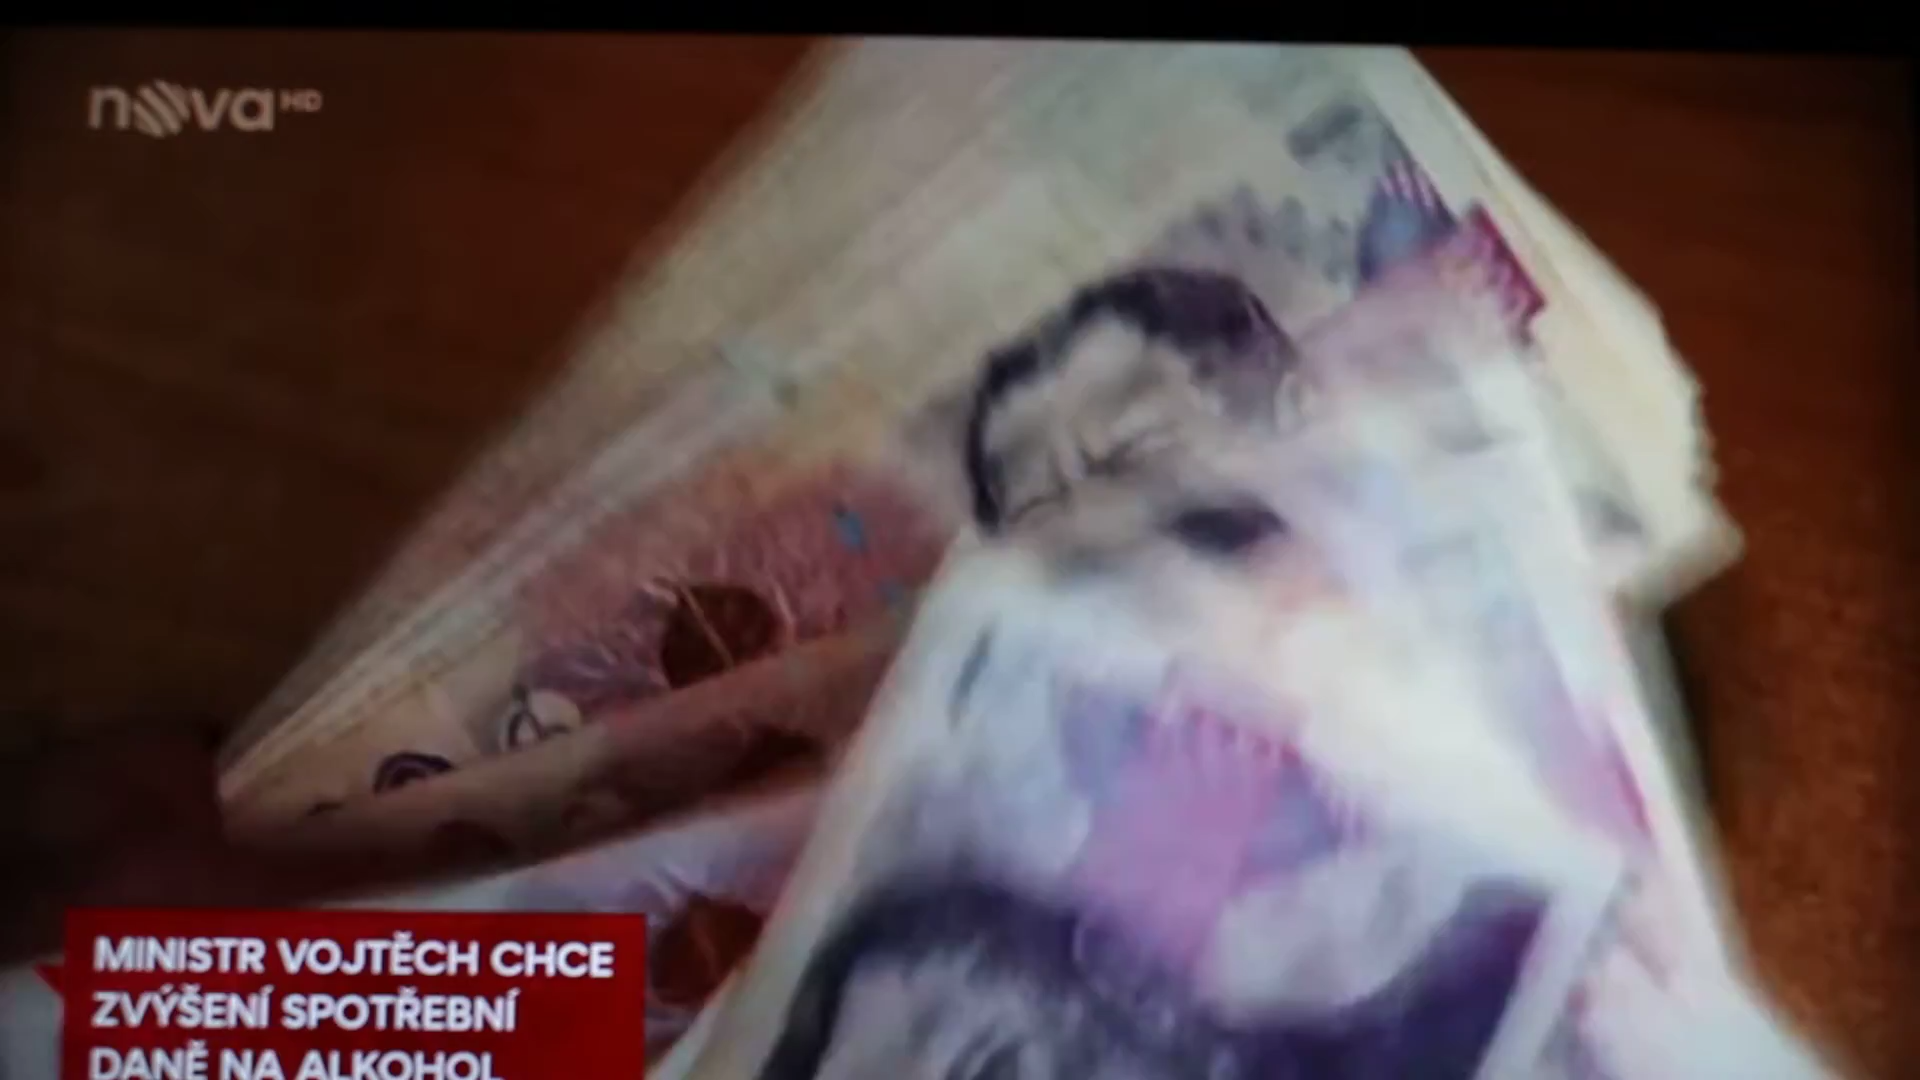 nova HD
MINISTR VOJTĚCH CHCE
ZVÝŠENÍ SPOTŘEBNÍ
DANĚ NA ALKOHOL